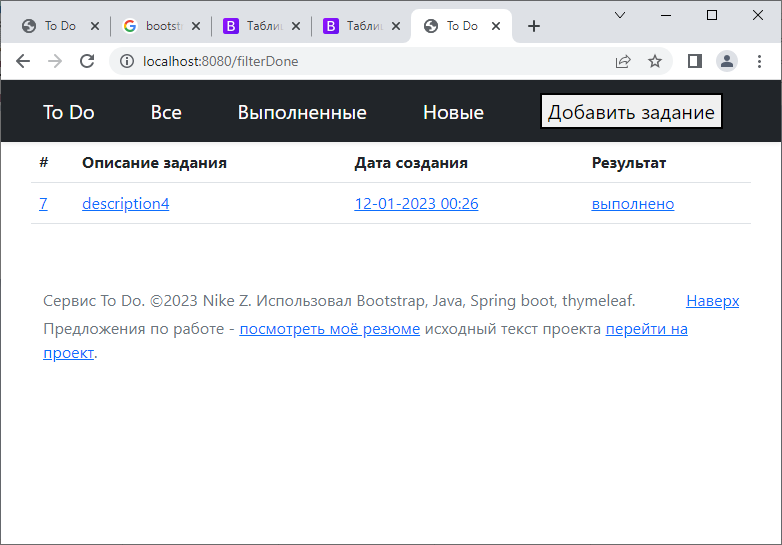 To Do bootst Таблиц Таблиц To Do
localhost:8080/filterDone
To Do Все Выполненные Новые Добавить задание
# Описание задания Дата создания Результат
7 description4 12-01-2023 00:26 выполнено
Сервис To Do. ©2023 Nike Z. Использовал Bootstrap, Java, Spring boot, thymeleaf. Наверх
Предложения по работе - посмотреть моё резюме исходный текст проекта перейти на
проект.